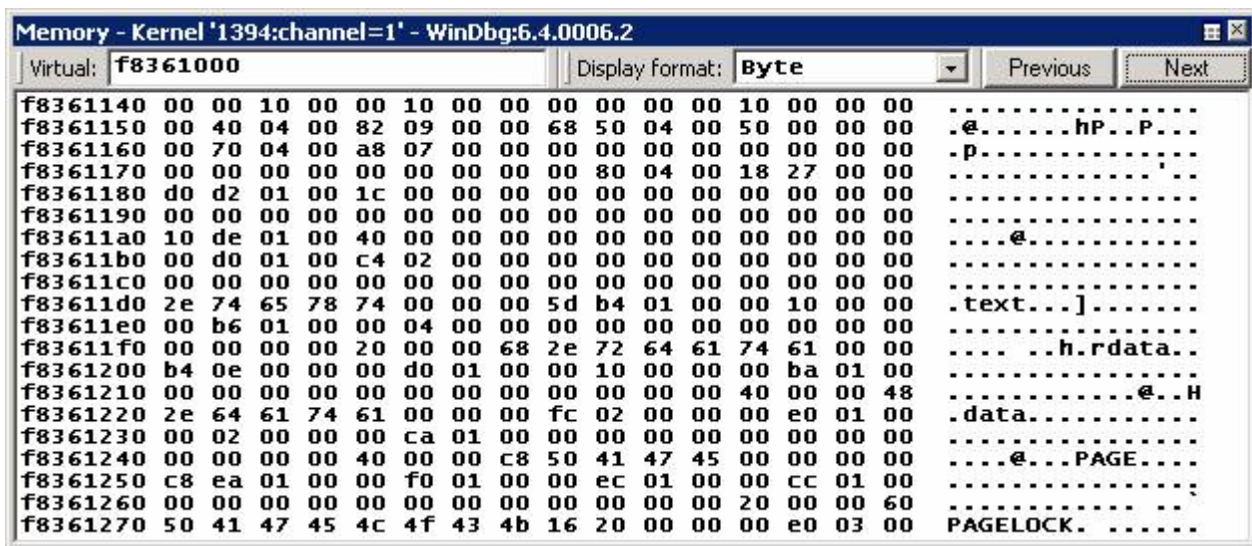 Memory - Kernel '1394:channel=1' - WinDbg:6.4.0006.2
Virtual: f8361000 Display format: Byte Previous Next
f8361140 00 00 10 00 00 10 00 00 00 00 00 00 10 00 00 00 ................
f8361150 00 40 04 00 82 09 00 00 68 50 04 00 50 00 00 00 .@......hP..P...
f8361160 00 70 04 00 a8 07 00 00 00 00 00 00 00 00 00 00 .p..............
f8361170 00 00 00 00 00 00 00 00 00 80 04 00 18 27 00 00 .............'..
f8361180 d0 d2 01 00 1c 00 00 00 00 00 00 00 00 00 00 00 ................
f8361190 00 00 00 00 00 00 00 00 00 00 00 00 00 00 00 00 ................
f83611a0 10 de 01 00 40 00 00 00 00 00 00 00 00 00 00 00 ....@...........
f83611b0 00 d0 01 00 c4 02 00 00 00 00 00 00 00 00 00 00 ................
f83611c0 00 00 00 00 00 00 00 00 00 00 00 00 00 00 00 00 ................
f83611d0 2e 74 65 78 74 00 00 00 5d b4 01 00 00 10 00 00 .text...].......
f83611e0 00 b6 01 00 00 04 00 00 00 00 00 00 00 00 00 00 ................
f83611f0 00 00 00 00 20 00 00 68 2e 72 64 61 74 61 00 00 .... ..h.rdata..
f8361200 b4 0e 00 00 00 d0 01 00 00 10 00 00 00 ba 01 00 ................
f8361210 00 00 00 00 00 00 00 00 00 00 00 00 40 00 00 48 ............@..H
f8361220 2e 64 61 74 61 00 00 00 fc 02 00 00 00 e0 01 00 .data...........
f8361230 00 02 00 00 00 ca 01 00 00 00 00 00 00 00 00 00 ................
f8361240 00 00 00 00 40 00 00 c8 50 41 47 45 00 00 00 00 ....@...PAGE....
f8361250 c8 ea 01 00 00 f0 01 00 00 ec 01 00 00 cc 01 00 ................
f8361260 00 00 00 00 00 00 00 00 00 00 00 00 20 00 00 60 ............ ..`
f8361270 50 41 47 45 4c 4f 43 4b 16 20 00 00 00 e0 03 00 PAGELOCK. ......